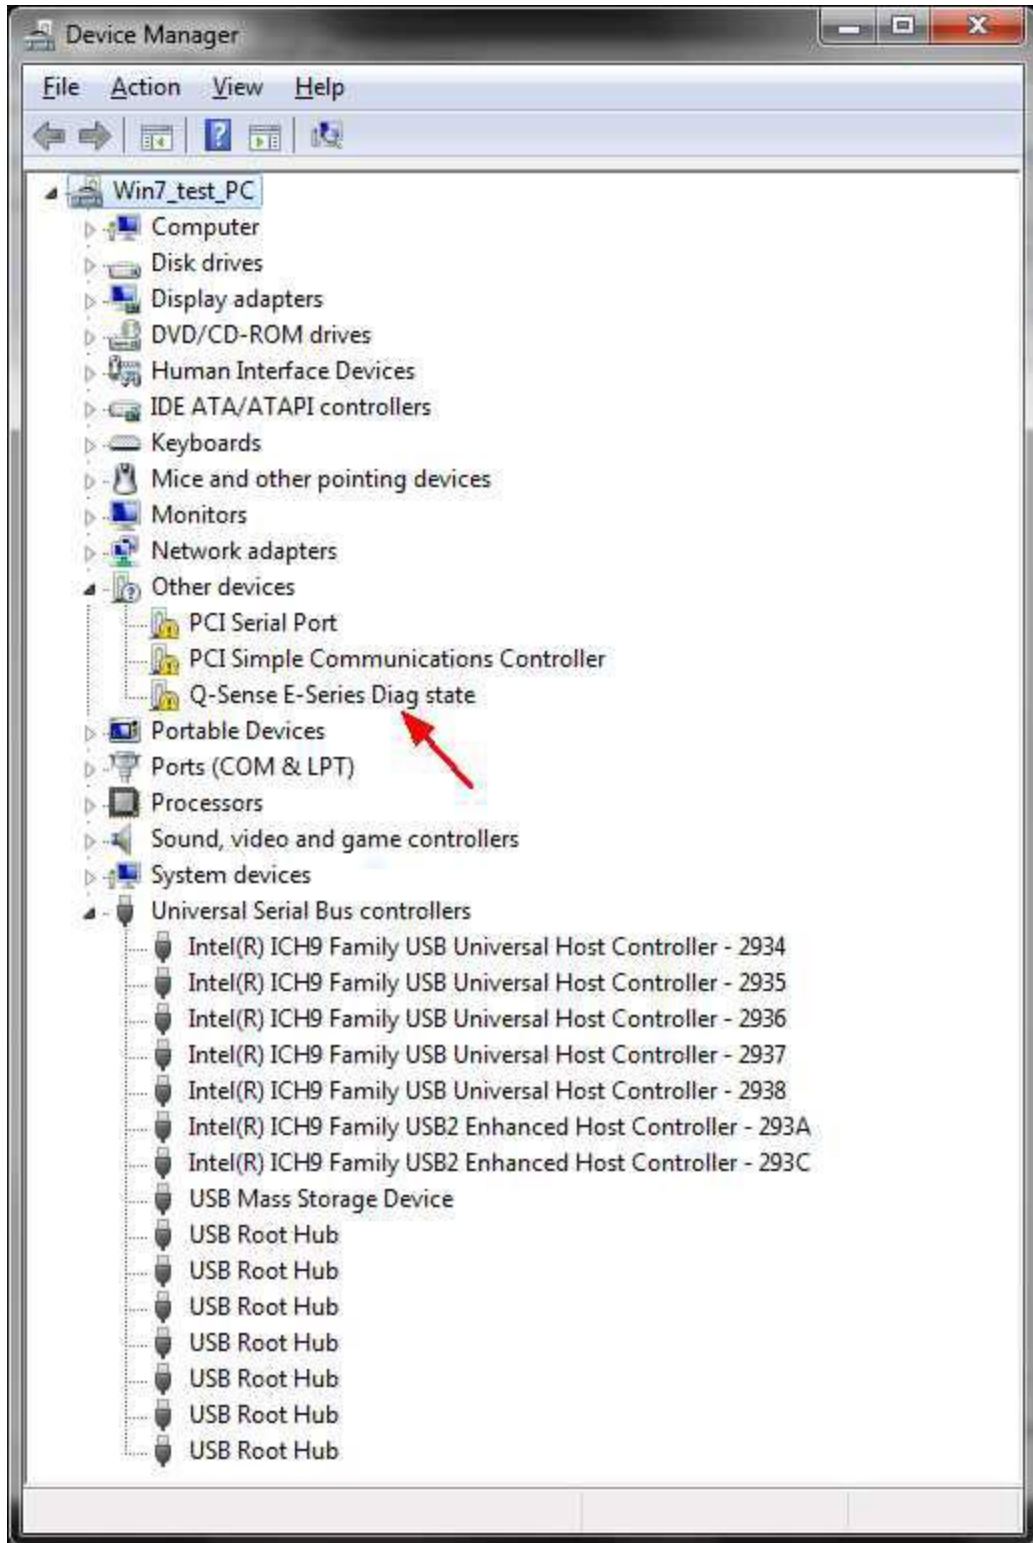 Device Manager
File Action View Help
Win7_test_PC
Computer
Disk drives
Display adapters
DVD/CD-ROM drives
Human Interface Devices
IDE ATA/ATAPI controllers
Keyboards
Mice and other pointing devices
Monitors
Network adapters
Other devices
PCI Serial Port
PCI Simple Communications Controller
Q-Sense E-Series Diag state
Portable Devices
Ports (COM & LPT)
Processors
Sound, video and game controllers
System devices
Universal Serial Bus controllers
Intel(R) ICH9 Family USB Universal Host Controller - 2934
Intel(R) ICH9 Family USB Universal Host Controller - 2935
Intel(R) ICH9 Family USB Universal Host Controller - 2936
Intel(R) ICH9 Family USB Universal Host Controller - 2937
Intel(R) ICH9 Family USB Universal Host Controller - 2938
Intel(R) ICH9 Family USB2 Enhanced Host Controller - 293A
Intel(R) ICH9 Family USB2 Enhanced Host Controller - 293C
USB Mass Storage Device
USB Root Hub
USB Root Hub
USB Root Hub
USB Root Hub
USB Root Hub
USB Root Hub
USB Root Hub